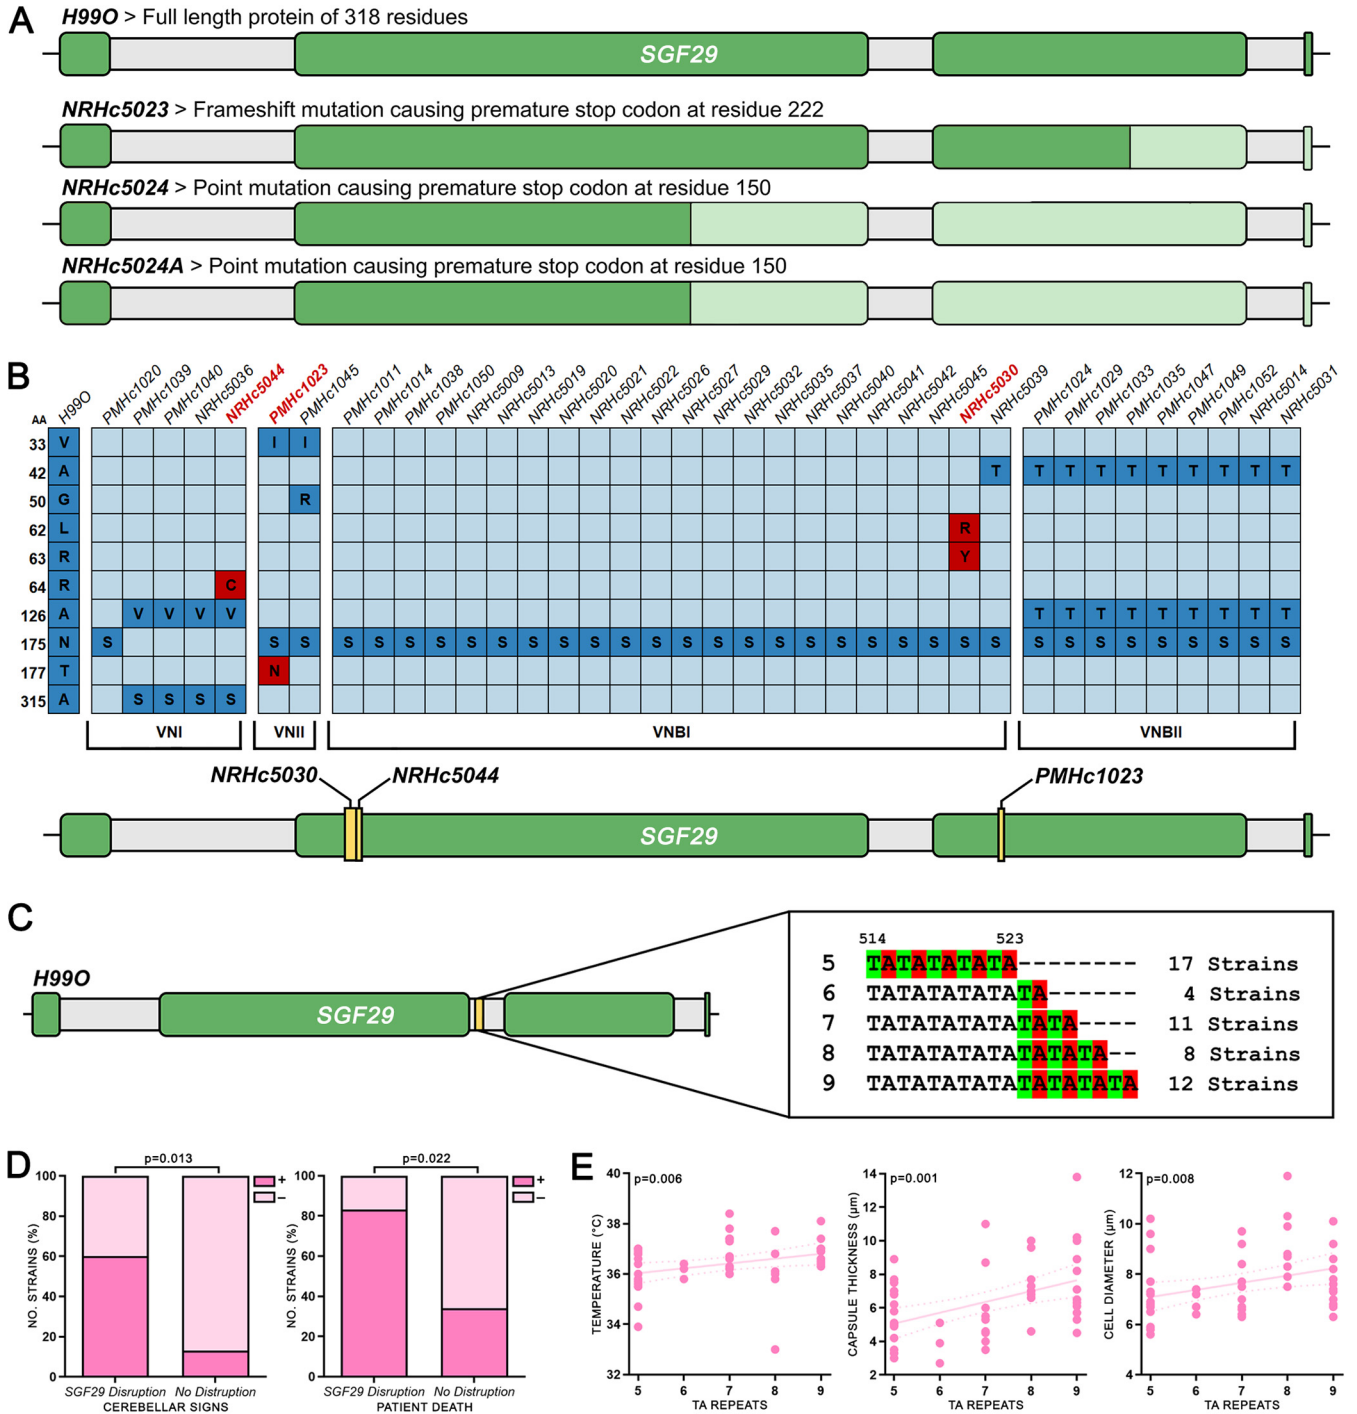 A
H99O > Full length protein of 318 residues
SGF29
NRHc5023 > Frameshift mutation causing premature stop codon at residue 222
NRHc5024 > Point mutation causing premature stop codon at residue 150
NRHc5024A > Point mutation causing premature stop codon at residue 150
B
AA H99O PMHc1020 PMHc1039 PMHc1040 NRHc5036 NRHc5044 PMHc1023 PMHc1045 PMHc1011 PMHc1014 PMHc1038 PMHc1050 NRHc5009 NRHc5013 NRHc5019 NRHc5020 NRHc5021 NRHc5022 NRHc5026 NRHc5027 NRHc5029 NRHc5032 NRHc5035 NRHc5037 NRHc5040 NRHc5041 NRHc5042 NRHc5045 NRHc5030 NRHc5039 PMHc1024 PMHc1029 PMHc1033 PMHc1035 PMHc1047 PMHc1049 PMHc1052 NRHc5014 NRHc5031
33 V I I
42 A T T T T T T T T T T
50 G R
62 L R
63 R Y
64 R C
126 A V V V V T T T T T T T T T
175 N S S S S S S S S S S S S S S S S S S S S S S S S S S S S S S S S S S
177 T N
315 A S S S S
VNI VNII VNBI VNBII
NRHc5030 NRHc5044 PMHc1023
SGF29
C
H99O
SGF29
514 523
5 TATATATATA---------- 17 Strains
6 TATATATATATA------ 4 Strains
7 TATATATATATATA---- 11 Strains
8 TATATATATATATATA-- 8 Strains
9 TATATATATATATATATA 12 Strains
D
p=0.013
+
–
NO. STRAINS (%)
100
80
60
40
20
0
SGF29 Disruption No Disruption
CEREBELLAR SIGNS
p=0.022
+
–
NO. STRAINS (%)
100
80
60
40
20
0
SGF29 Disruption No Disruption
PATIENT DEATH
E
p=0.006
TEMPERATURE (°C)
40
38
36
34
32
5 6 7 8 9
TA REPEATS
p=0.001
CAPSULE THICKNESS (μm)
14
12
10
8
6
4
2
5 6 7 8 9
TA REPEATS
p=0.008
CELL DIAMETER (μm)
12
10
8
6
4
5 6 7 8 9
TA REPEATS